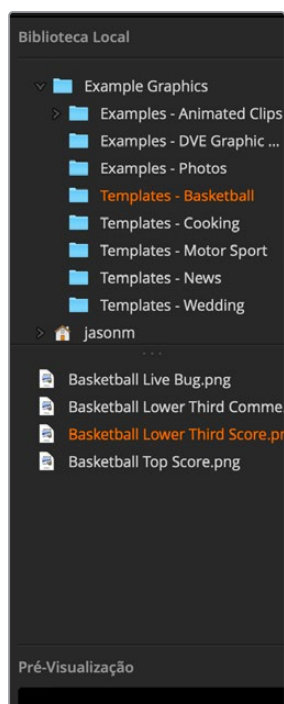 Biblioteca Local
Example Graphics
Examples - Animated Clips
Examples - DVE Graphic ...
Examples - Photos
Templates - Basketball
Templates - Cooking
Templates - Motor Sport
Templates - News
Templates - Wedding
jasonm
Basketball Live Bug.png
Basketball Lower Third Comme
Basketball Lower Third Score.pn
Basketball Top Score.png
Pré-Visualização